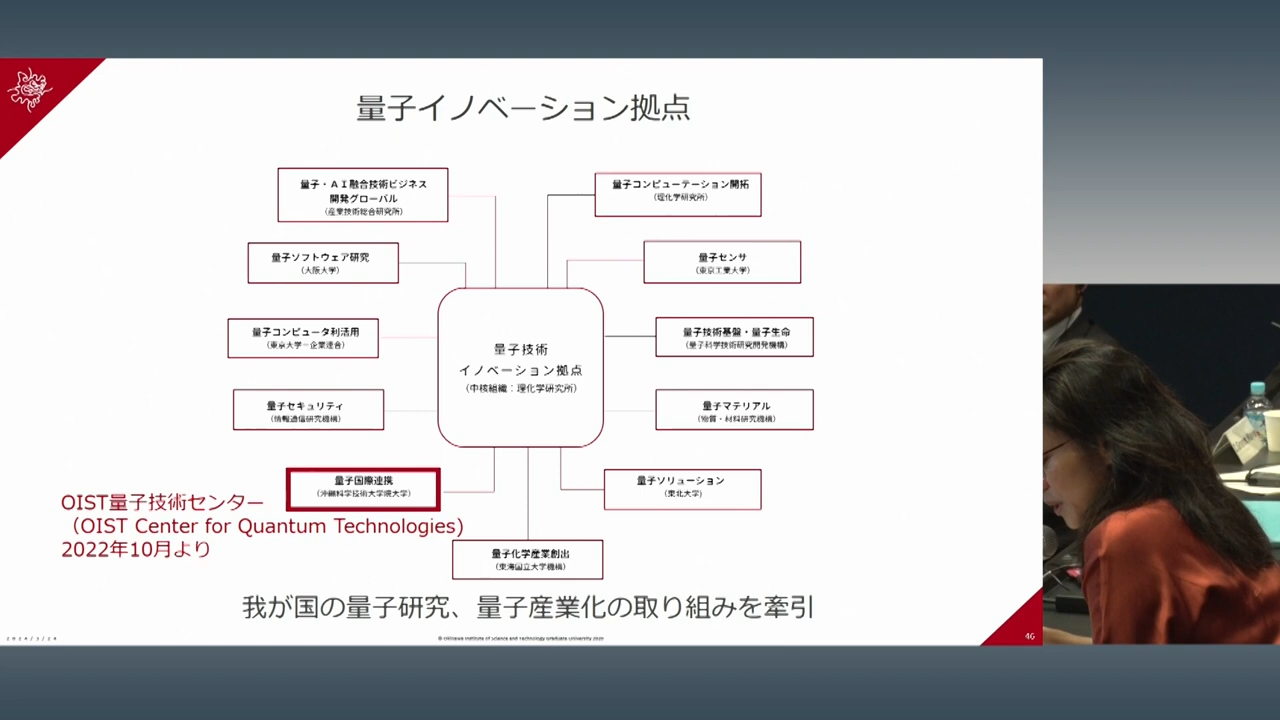 量子イノベーション拠点
量子・ＡＩ融合技術ビジネス
開発グローバル
（産業技術総合研究所）
量子コンピューテーション開拓
（理化学研究所）
量子ソフトウェア研究
（大阪大学）
量子センサ
（東京工業大学）
量子コンピュータ利活用
（東京大学－企業連合）
量子技術
イノベーション拠点
（中核組織：理化学研究所）
量子技術基盤・量子生命
（量子科学技術研究開発機構）
量子セキュリティ
（情報通信研究機構）
量子マテリアル
（物質・材料研究機構）
量子国際連携
（沖縄科学技術大学院大学）
量子ソリューション
（東北大学）
OIST量子技術センター
（OIST Center for Quantum Technologies)
2022年10月より
量子化学産業創出
（東海国立大学機構）
我が国の量子研究、量子産業化の取り組みを牽引
46